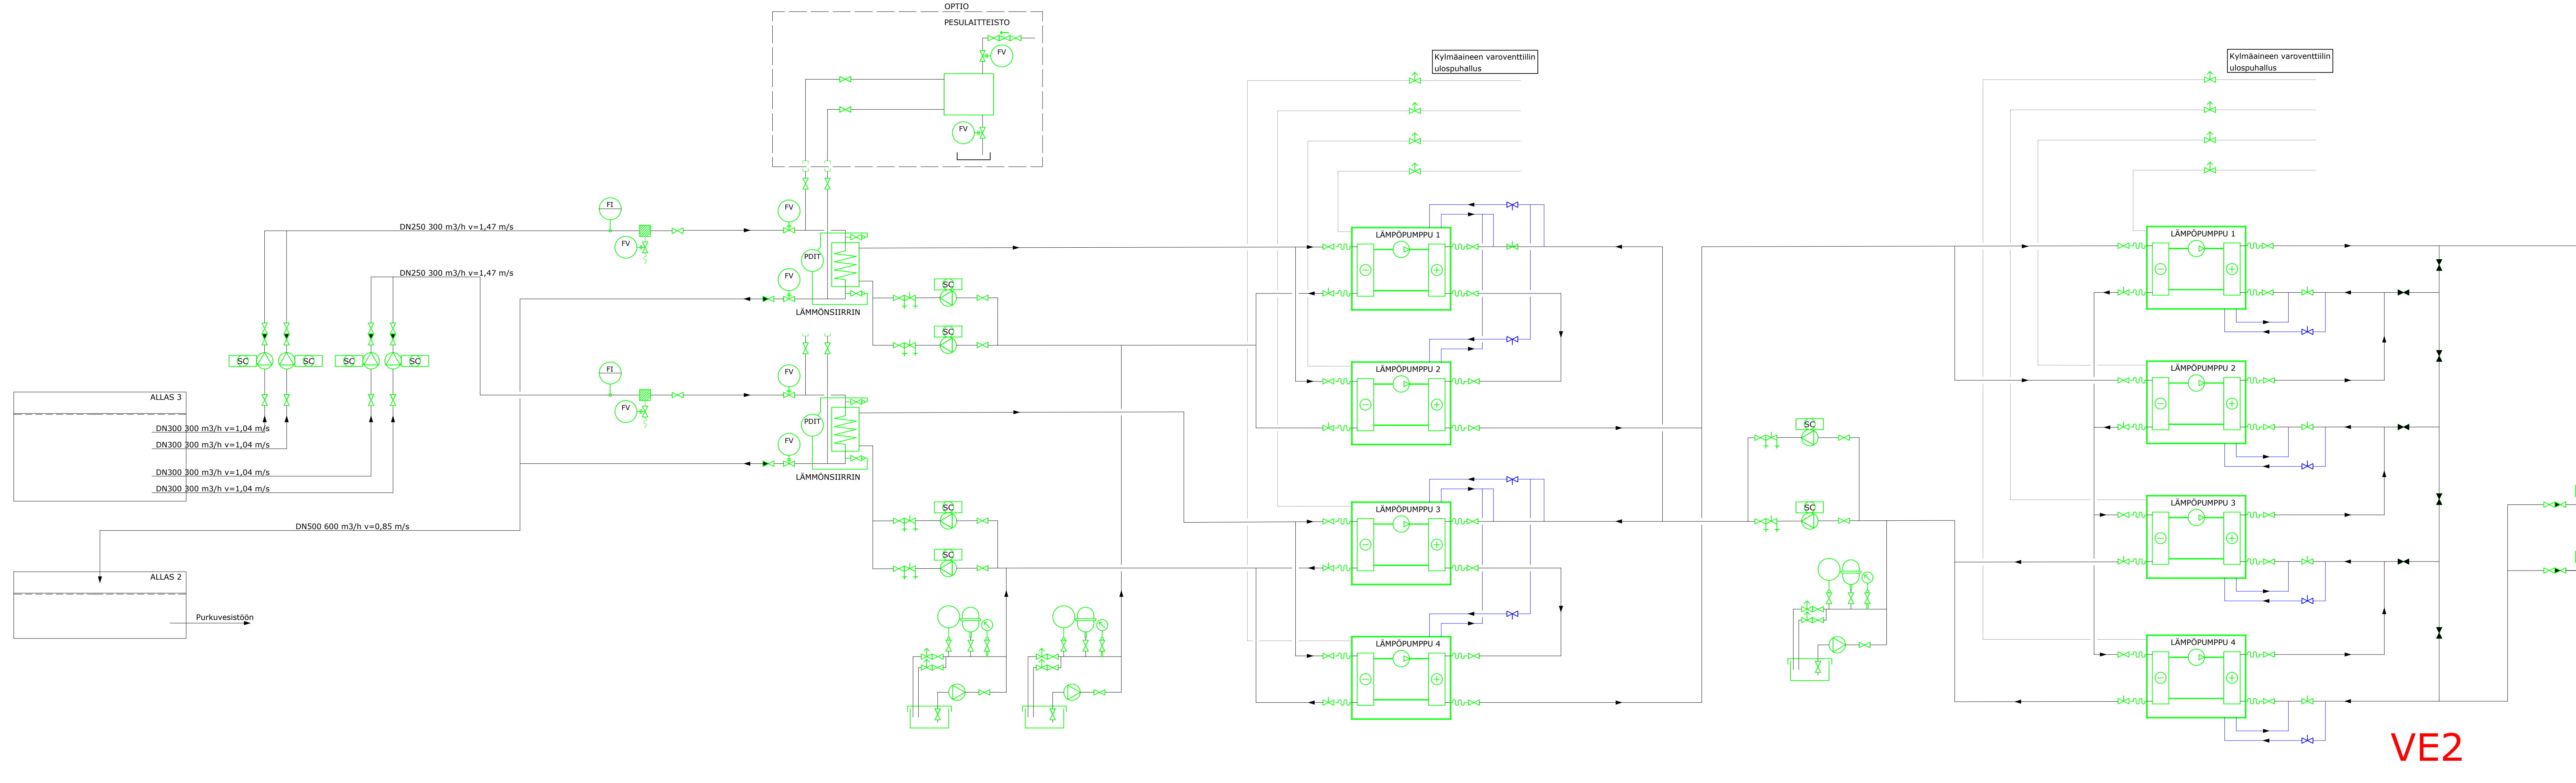 OPTIO
PESULAITTEISTO
FV
FV
Kylmäaineen varoventtiilin
ulospuhallus
Kylmäaineen varoventtiilin
ulospuhallus
DN250 300 m3/h v=1,47 m/s
FI
FV
FV
PDIT
FV
SC
SC
LÄMMÖNSIIRRIN
DN250 300 m3/h v=1,47 m/s
SC
SC
SC
SC
FI
FV
FV
PDIT
FV
SC
SC
LÄMMÖNSIIRRIN
ALLAS 3
DN300 300 m3/h v=1,04 m/s
DN300 300 m3/h v=1,04 m/s
DN300 300 m3/h v=1,04 m/s
DN300 300 m3/h v=1,04 m/s
DN500 600 m3/h v=0,85 m/s
ALLAS 2
Purkuvesistöön
LÄMPÖPUMPPU 1
LÄMPÖPUMPPU 2
LÄMPÖPUMPPU 3
LÄMPÖPUMPPU 4
SC
SC
LÄMPÖPUMPPU 1
LÄMPÖPUMPPU 2
LÄMPÖPUMPPU 3
LÄMPÖPUMPPU 4
VE2